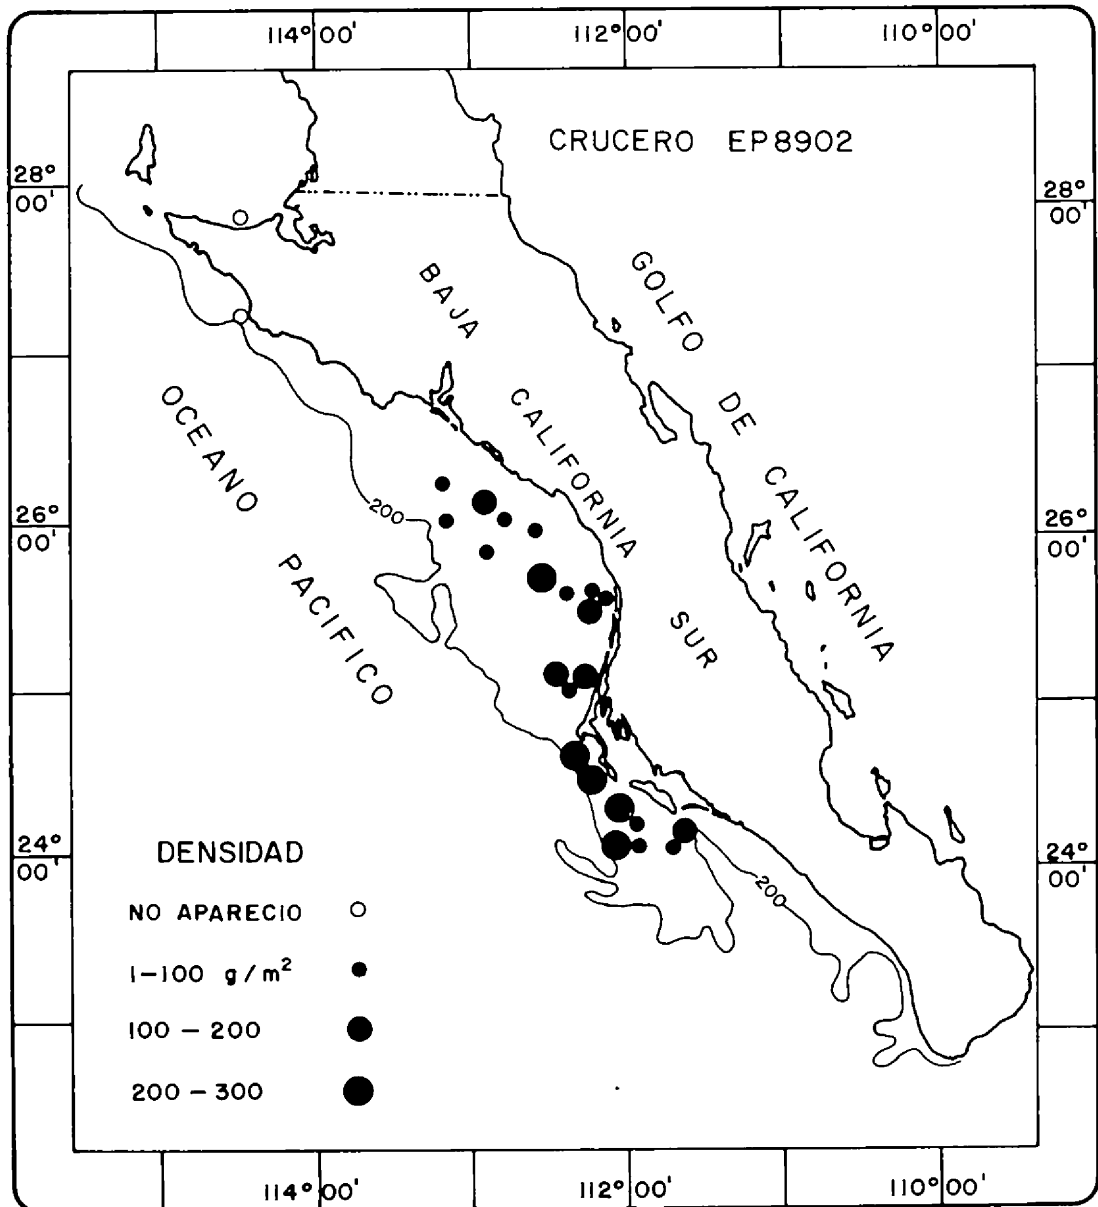 114°00'
112°00'
110°00'
CRUCERO EP8902
28°
00'
28°
00'
BAJA
CALIFORNIA
SUR
GOLFO
DE
CALIFORNIA
OCEANO
PACIFICO
200
26°
00'
26°
00'
24°
00'
24°
00'
200
DENSIDAD
NO APARECIO
1-100 g/m²
100 - 200
200 - 300
114°00'
112°00'
110°00'